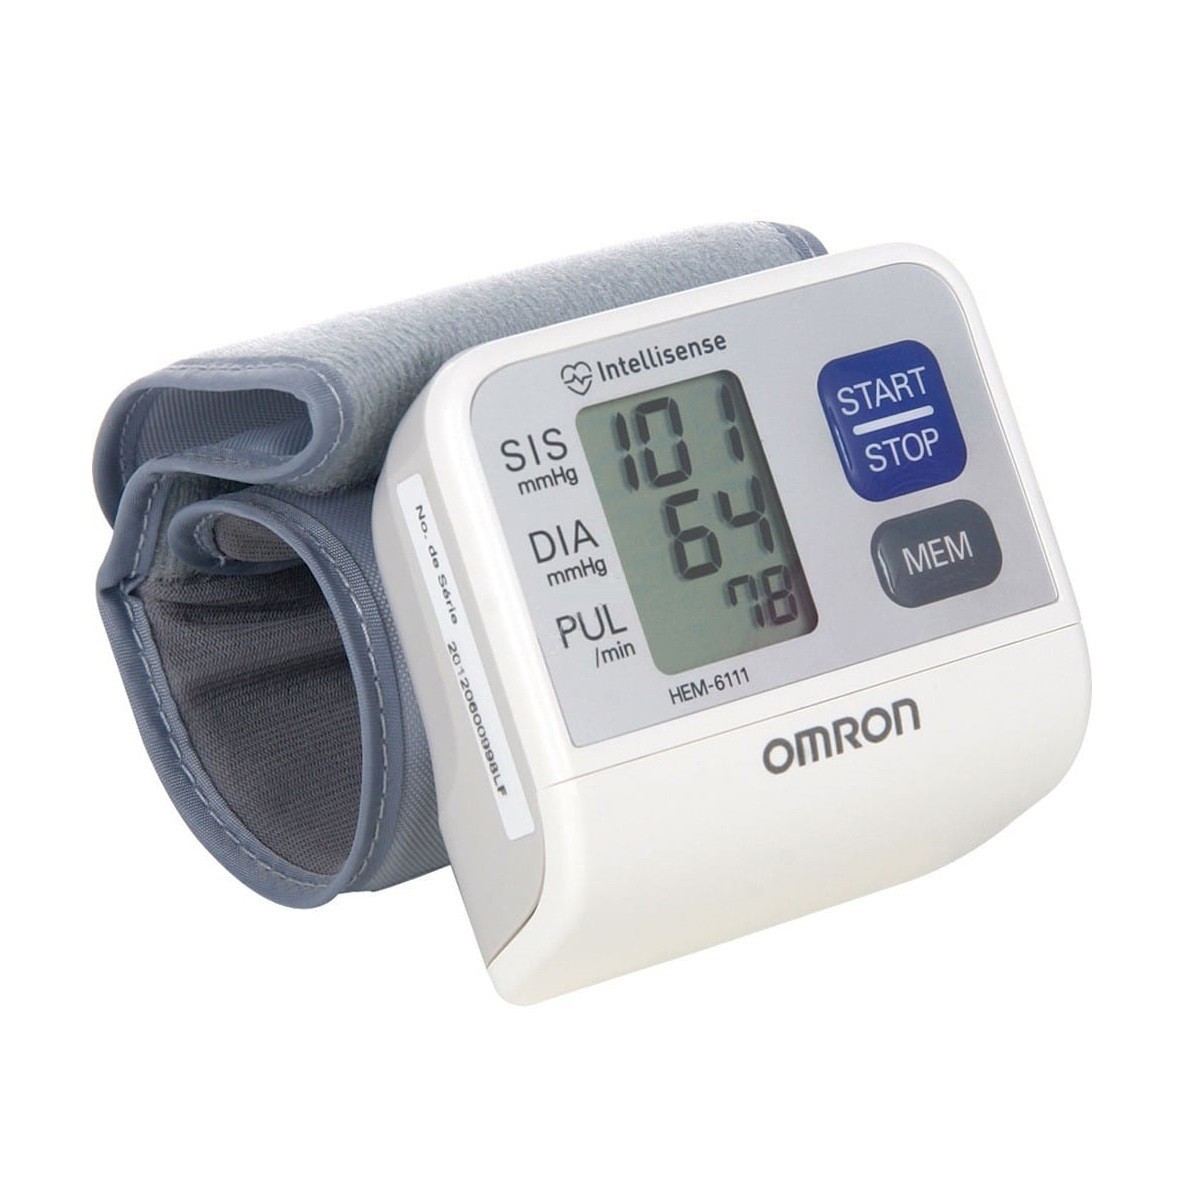 Intellisense
SIS
mmHg
101
DIA
mmHg
64
PUL
/min
78
HEM-6111
START
STOP
MEM
OMRON
No. de Série 20120600998LF